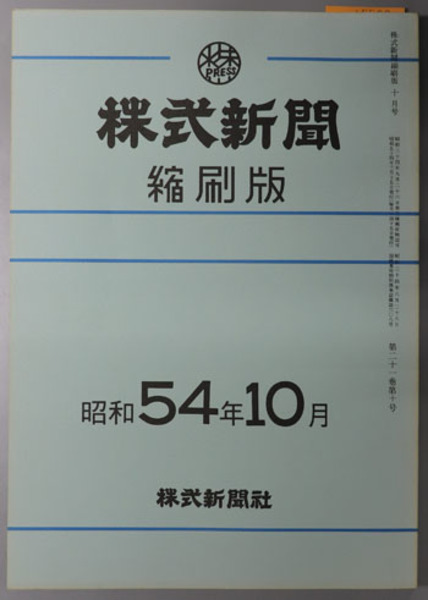 株
PRESS
株式新聞
縮刷版
昭和54年10月
株式新聞社
株式新聞縮刷版 十月号
第二十一巻第十号